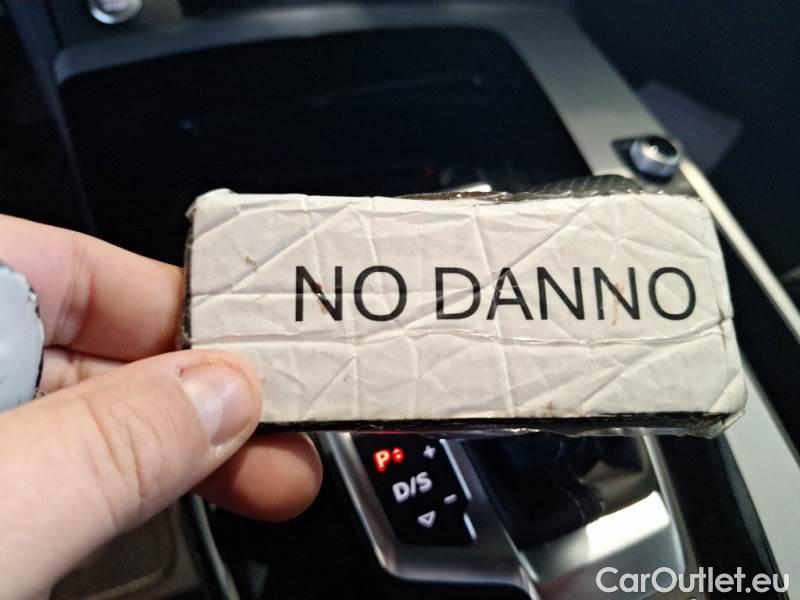 NO DANNO
P
+
D/S
−
CarOutlet.eu